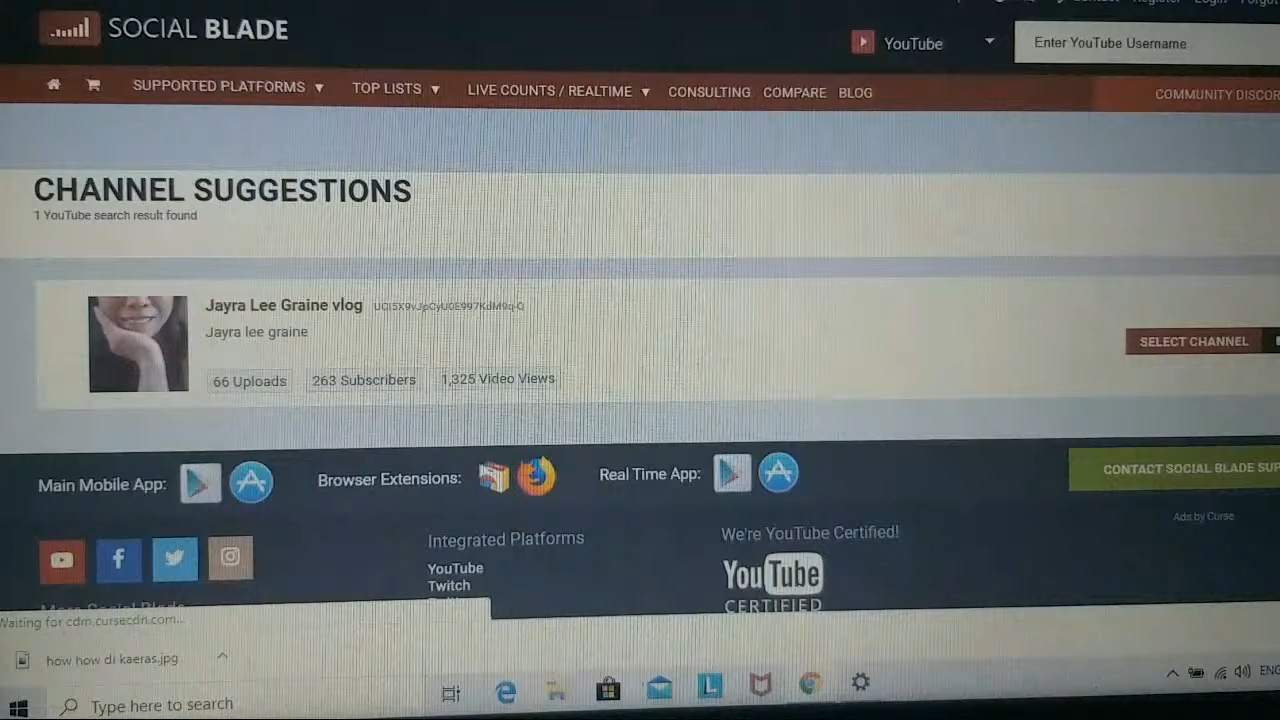 SOCIAL BLADE
YouTube
Enter YouTube Username
SUPPORTED PLATFORMS ▼ TOP LISTS ▼ LIVE COUNTS / REALTIME ▼ CONSULTING COMPARE BLOG
COMMUNITY DISCOR
CHANNEL SUGGESTIONS
1 YouTube search result found
Jayra Lee Graine vlog
Jayra lee graine
SELECT CHANNEL
66 Uploads 263 Subscribers 1,325 Video Views
Main Mobile App: Browser Extensions: Real Time App:
CONTACT SOCIAL BLADE SUP
Ads by Curse
Integrated Platforms
YouTube
Twitch
We're YouTube Certified!
YouTube
CERTIFIED
More Social Blade
Waiting for cdm.cursecdn.com...
how how di kaeras.jpg
Type here to search
ENG